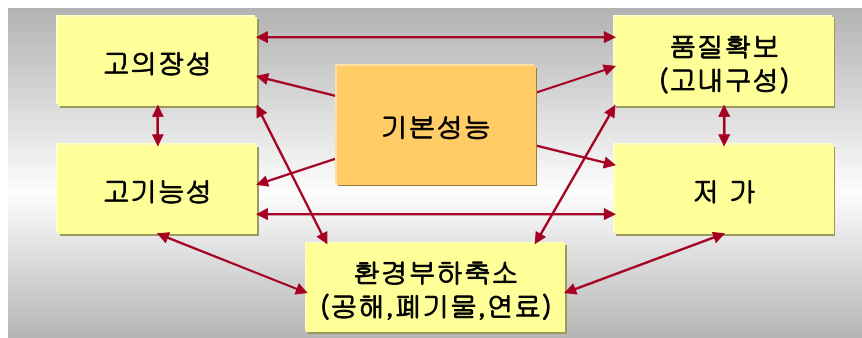 고의장성
품질확보
(고내구성)
기본성능
고기능성
저 가
환경부하축소
(공해,폐기물,연료)